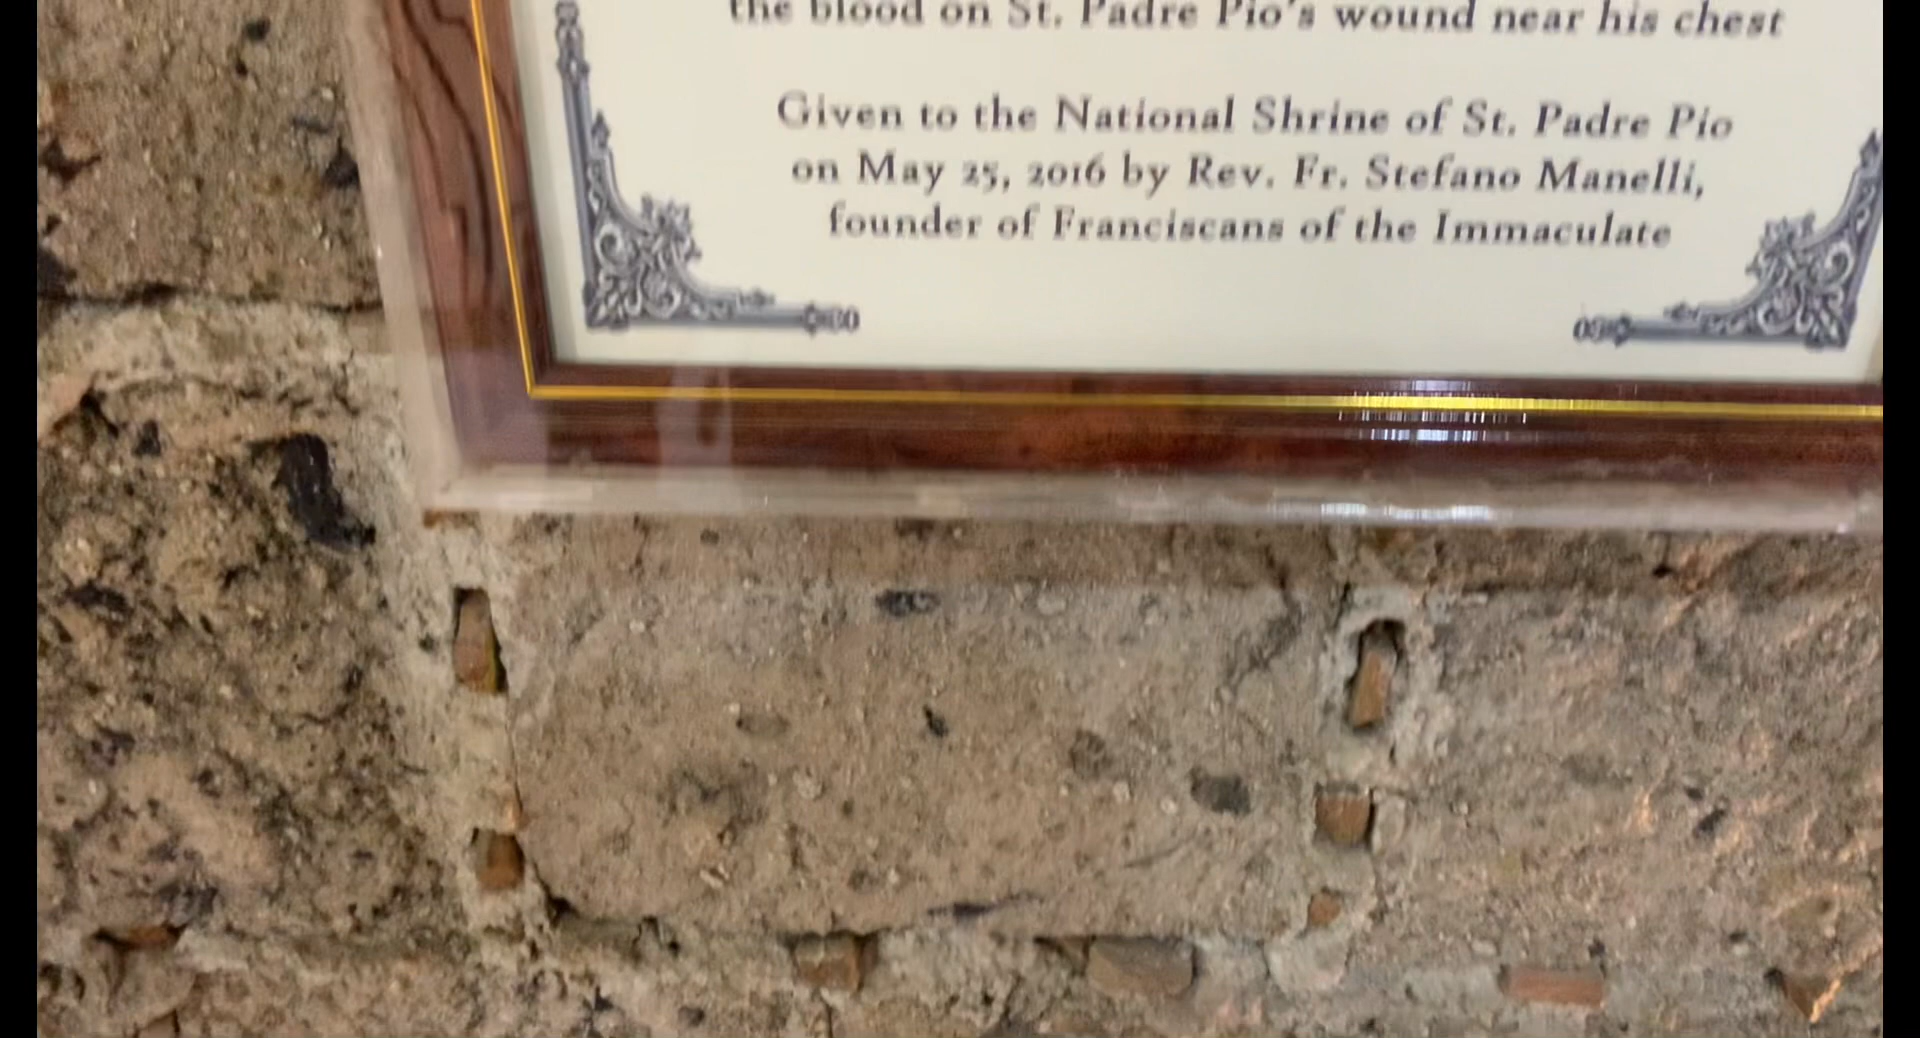 the blood on St. Padre Pio's wound near his chest
Given to the National Shrine of St. Padre Pio
on May 25, 2016 by Rev. Fr. Stefano Manelli,
founder of Franciscans of the Immaculate